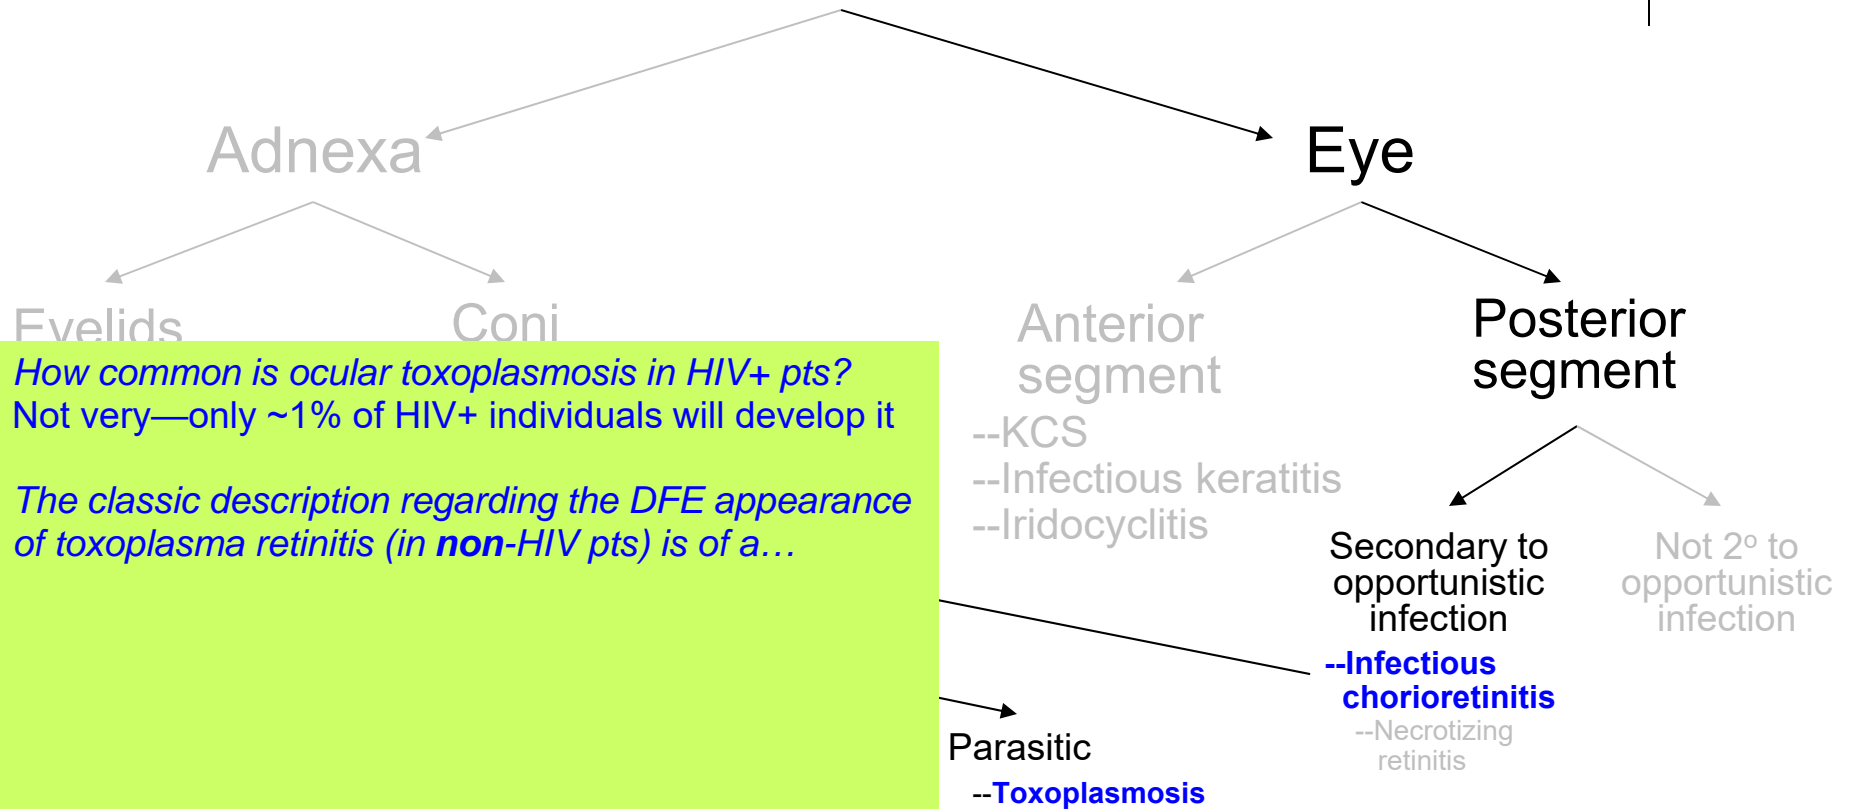 Adnexa
Eye
Eyelids
Conj
Anterior
segment
--KCS
--Infectious keratitis
--Iridocyclitis
Posterior
segment
How common is ocular toxoplasmosis in HIV+ pts?
Not very—only ~1% of HIV+ individuals will develop it
The classic description regarding the DFE appearance
of toxoplasma retinitis (in non-HIV pts) is of a…
Secondary to
opportunistic
infection
Not 2º to
opportunistic
infection
--Infectious
chorioretinitis
--Necrotizing
retinitis
Parasitic
--Toxoplasmosis